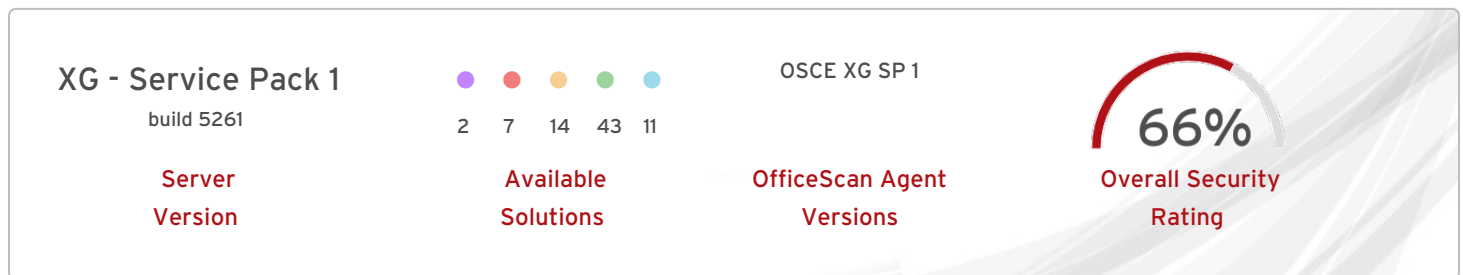 XG - Service Pack 1
build 5261
Server
Version
2 7 14 43 11
Available
Solutions
OSCE XG SP 1
OfficeScan Agent
Versions
66%
Overall Security
Rating